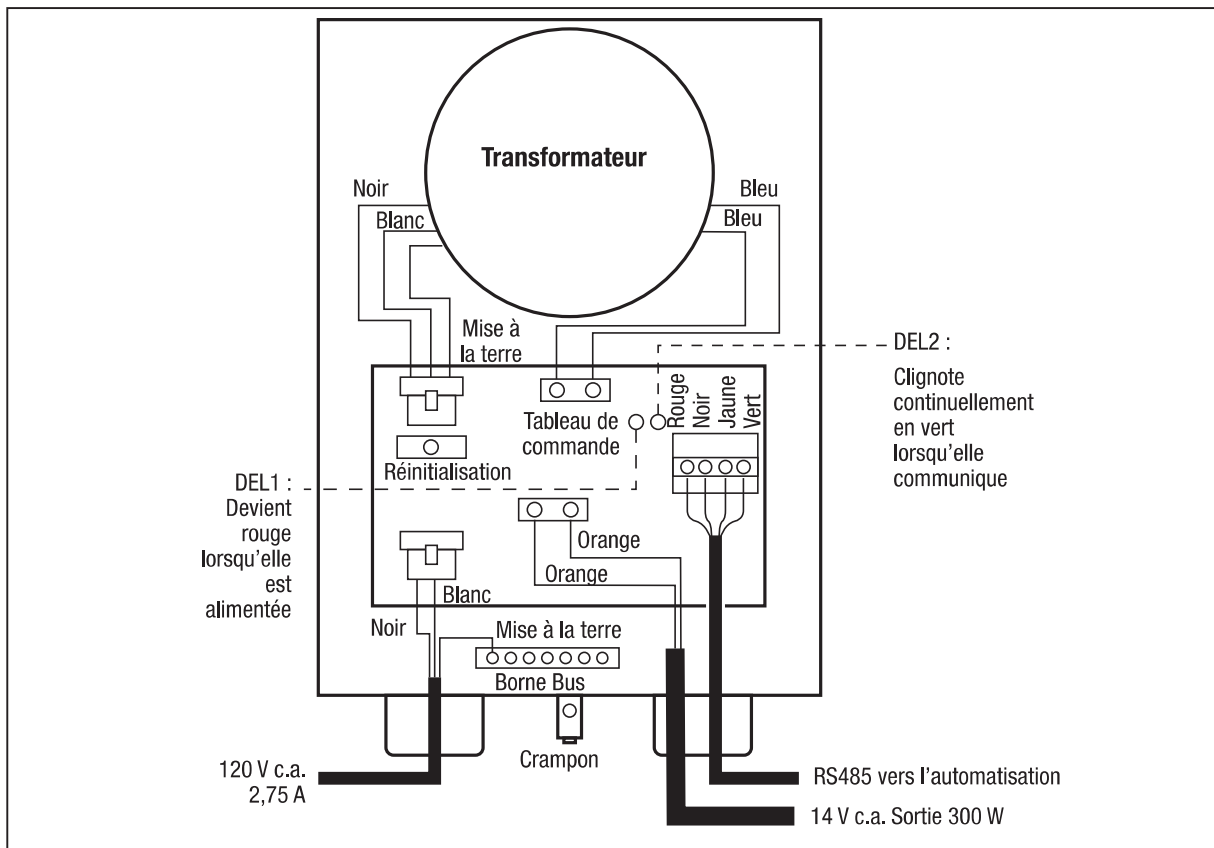 Transformateur
Noir
Blanc
Bleu
Bleu
Mise à
la terre
DEL2 :
Clignote
continuellement
en vert
lorsqu'elle
communique
Rouge
Noir
Jaune
Vert
Tableau de
commande
Réinitialisation
DEL1 :
Devient
rouge
lorsqu'elle
est
alimentée
Orange
Orange
Blanc
Noir
Mise à la terre
Borne Bus
Crampon
120 V c.a.
2,75 A
RS485 vers l'automatisation
14 V c.a. Sortie 300 W